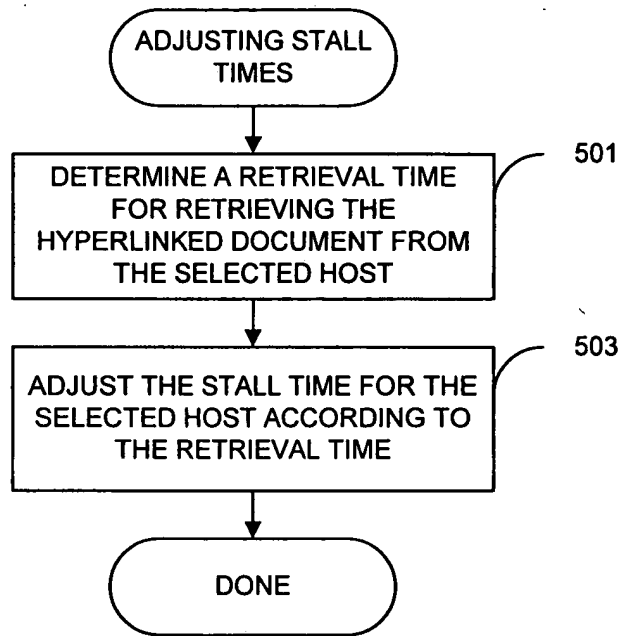 ADJUSTING STALL
TIMES
501
DETERMINE A RETRIEVAL TIME
FOR RETRIEVING THE
HYPERLINKED DOCUMENT FROM
THE SELECTED HOST
503
ADJUST THE STALL TIME FOR THE
SELECTED HOST ACCORDING TO
THE RETRIEVAL TIME
DONE